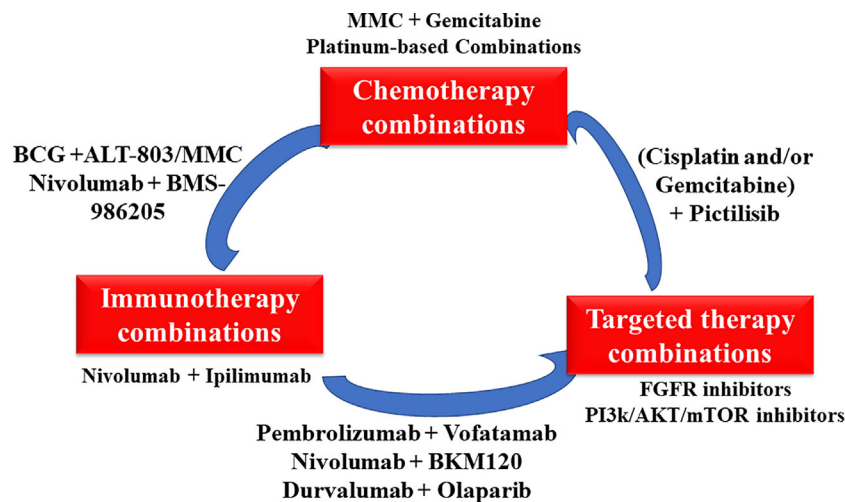 MMC + Gemcitabine
Platinum-based Combinations
Chemotherapy
combinations
BCG +ALT-803/MMC
Nivolumab + BMS-
986205
(Cisplatin and/or
Gemcitabine)
+ Pictilisib
Immunotherapy
combinations
Nivolumab + Ipilimumab
Targeted therapy
combinations
FGFR inhibitors
PI3k/AKT/mTOR inhibitors
Pembrolizumab + Vofatamab
Nivolumab + BKM120
Durvalumab + Olaparib